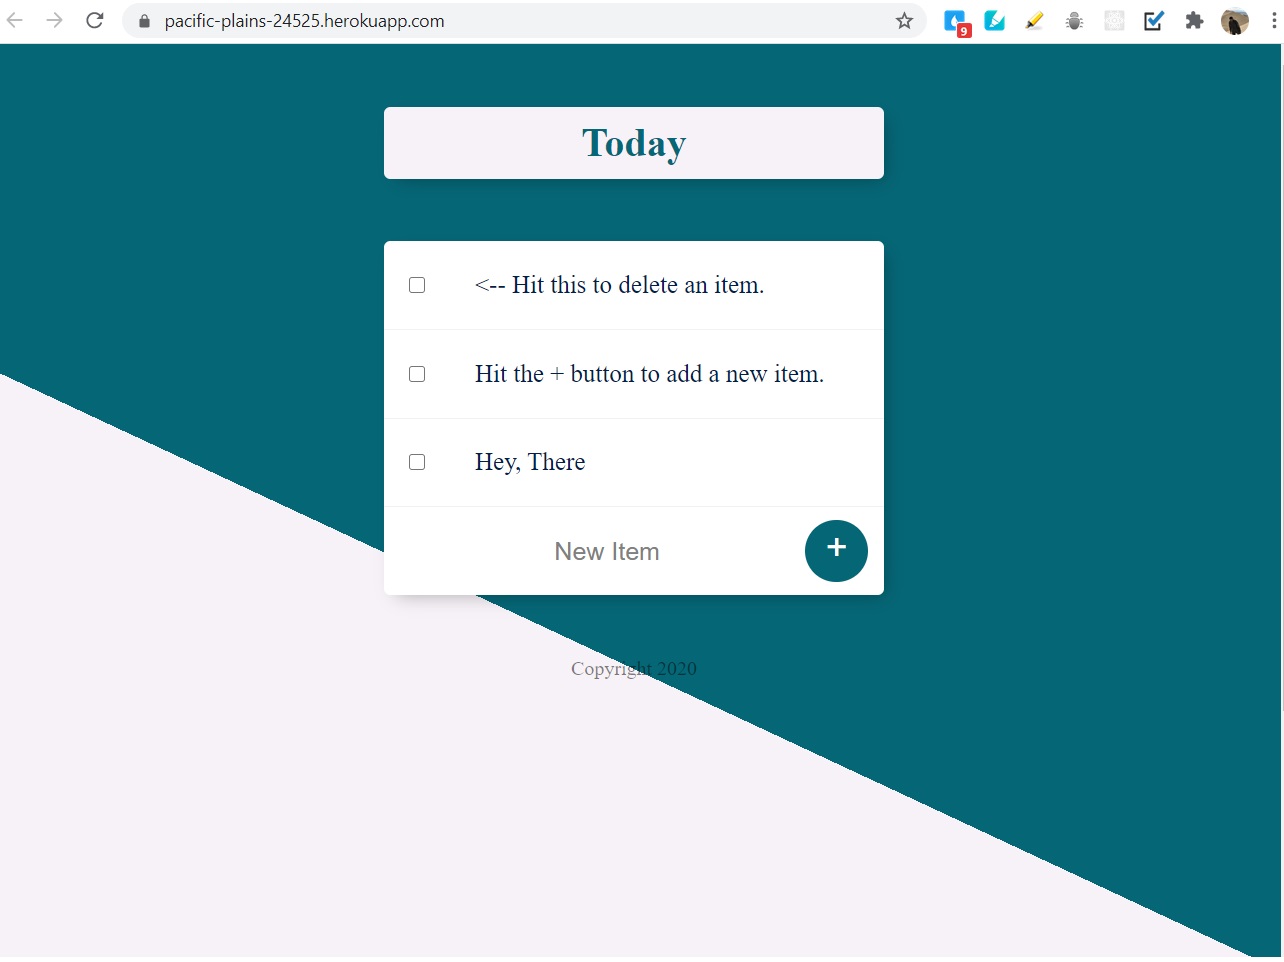 pacific-plains-24525.herokuapp.com
9
Today
<-- Hit this to delete an item.
Hit the + button to add a new item.
Hey, There
New Item
+
Copyright 2020